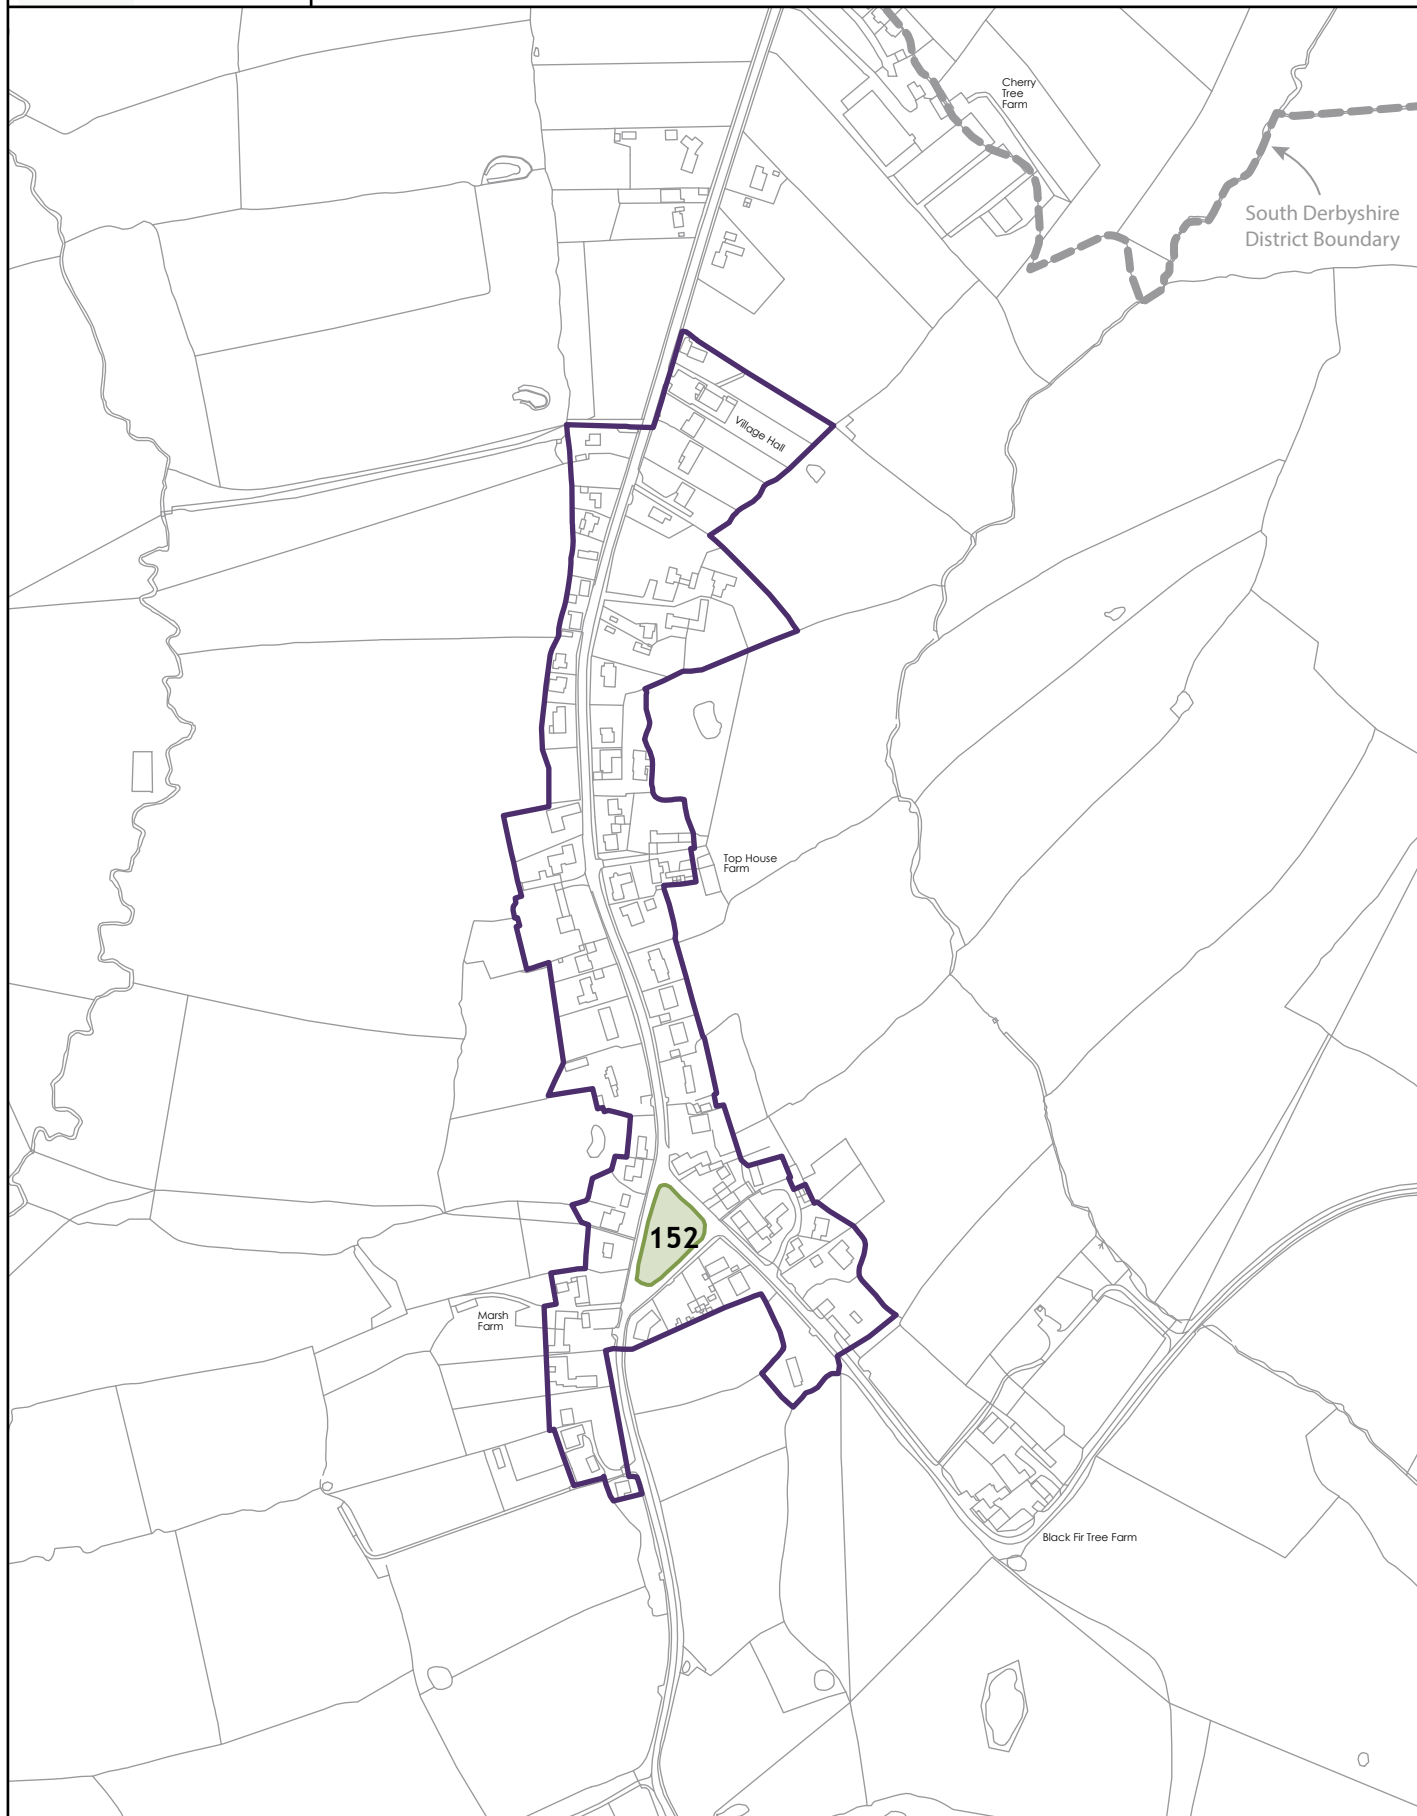 Cherry
Tree
Farm
South Derbyshire
District Boundary
Village Hall
Top House
Farm
152
Marsh
Farm
Black Fir Tree Farm